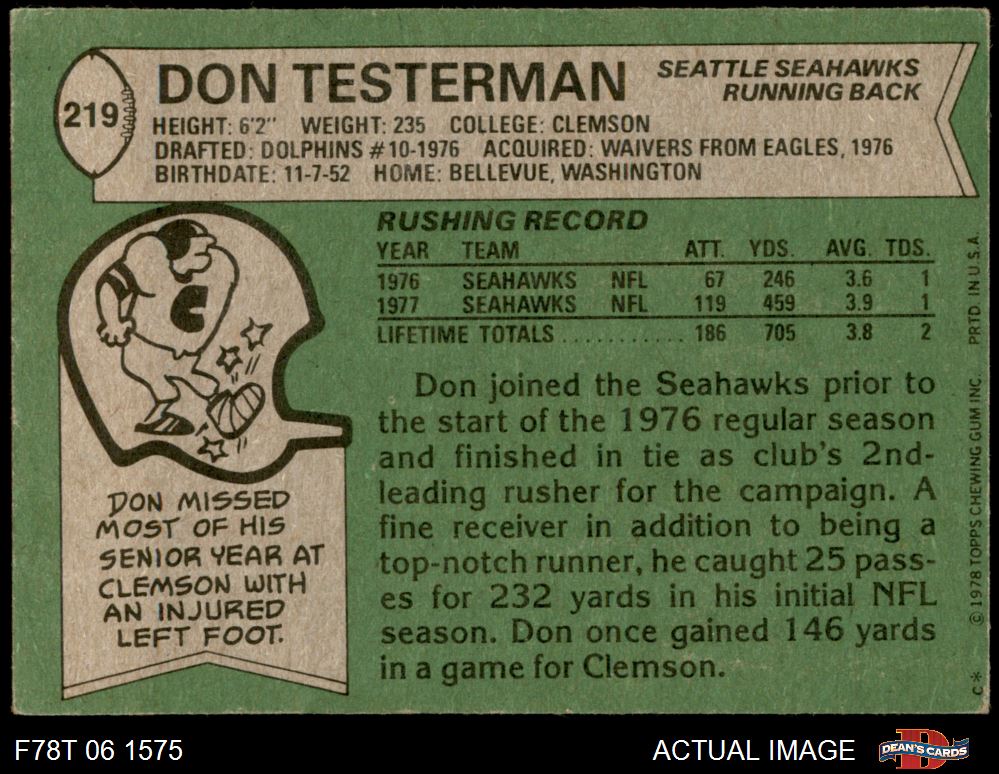 219
DON TESTERMAN
SEATTLE SEAHAWKS
RUNNING BACK
HEIGHT: 6'2" WEIGHT: 235 COLLEGE: CLEMSON
DRAFTED: DOLPHINS #10-1976 ACQUIRED: WAIVERS FROM EAGLES, 1976
BIRTHDATE: 11-7-52 HOME: BELLEVUE, WASHINGTON
RUSHING RECORD
YEAR TEAM ATT. YDS. AVG. TDS.
1976 SEAHAWKS NFL 67 246 3.6 1
1977 SEAHAWKS NFL 119 459 3.9 1
LIFETIME TOTALS ............ 186 705 3.8 2
C
DON MISSED
MOST OF HIS
SENIOR YEAR AT
CLEMSON WITH
AN INJURED
LEFT FOOT.
Don joined the Seahawks prior to
the start of the 1976 regular season
and finished in tie as club's 2nd-
leading rusher for the campaign. A
fine receiver in addition to being a
top-notch runner, he caught 25 pass-
es for 232 yards in his initial NFL
season. Don once gained 146 yards
in a game for Clemson.
C* © 1978 TOPPS CHEWING GUM INC. PRTD. IN U.S.A.
F78T 06 1575
ACTUAL IMAGE
D
DEAN'S CARDS